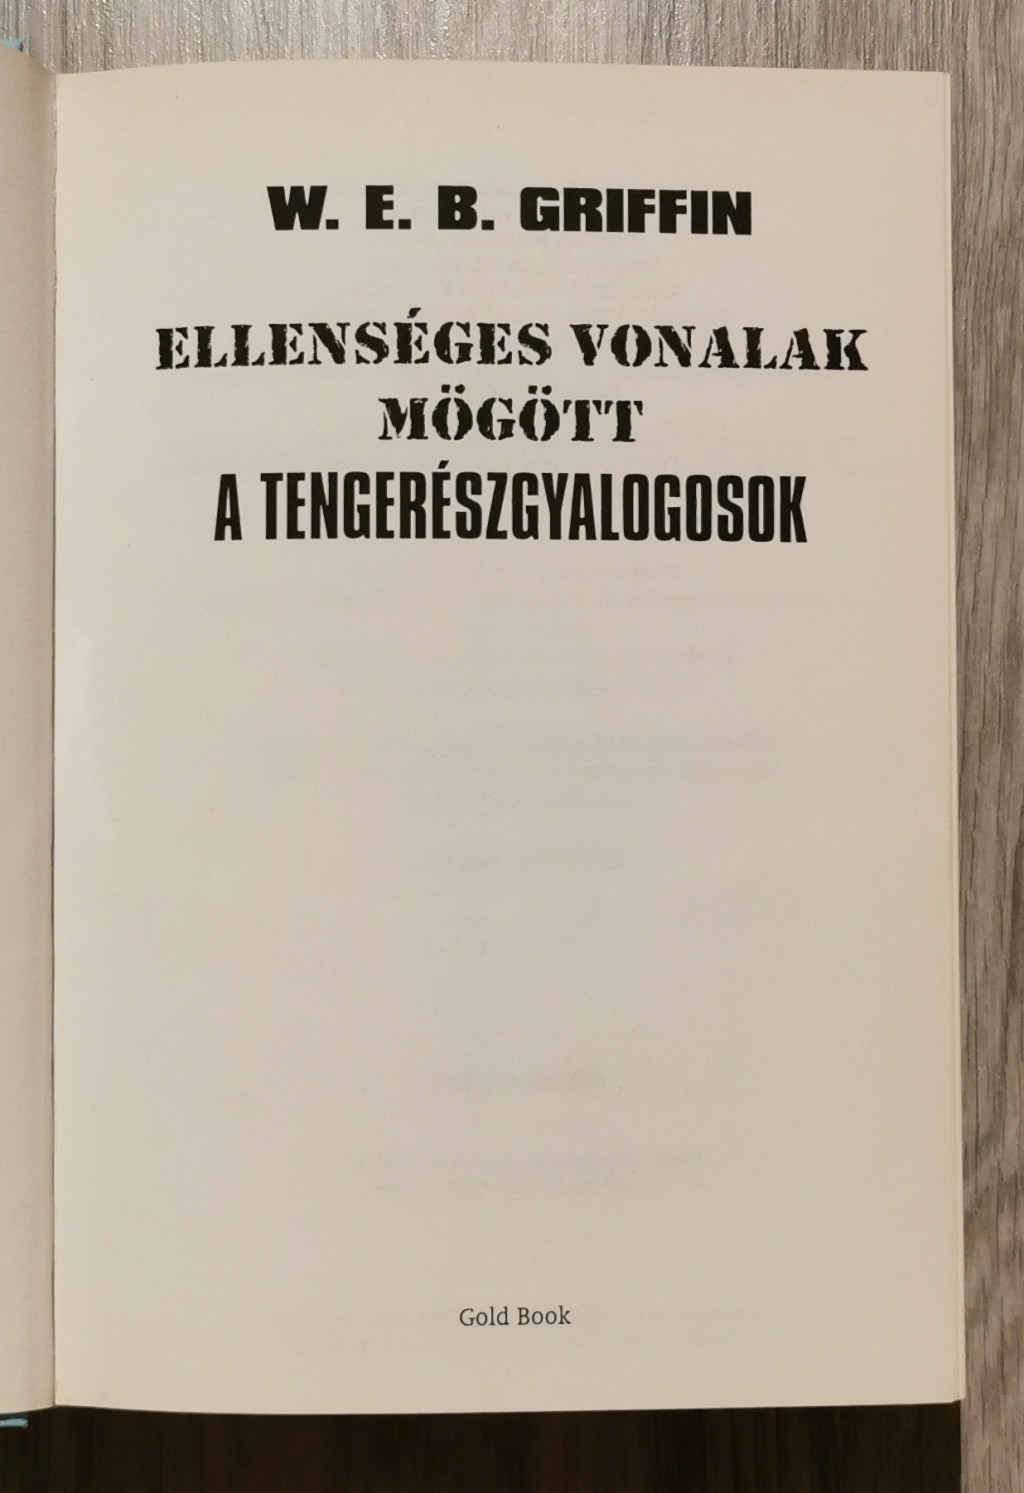 W. E. B. GRIFFIN
ELLENSÉGES VONALAK
MÖGÖTT
A TENGERÉSZGYALOGOSOK
Gold Book